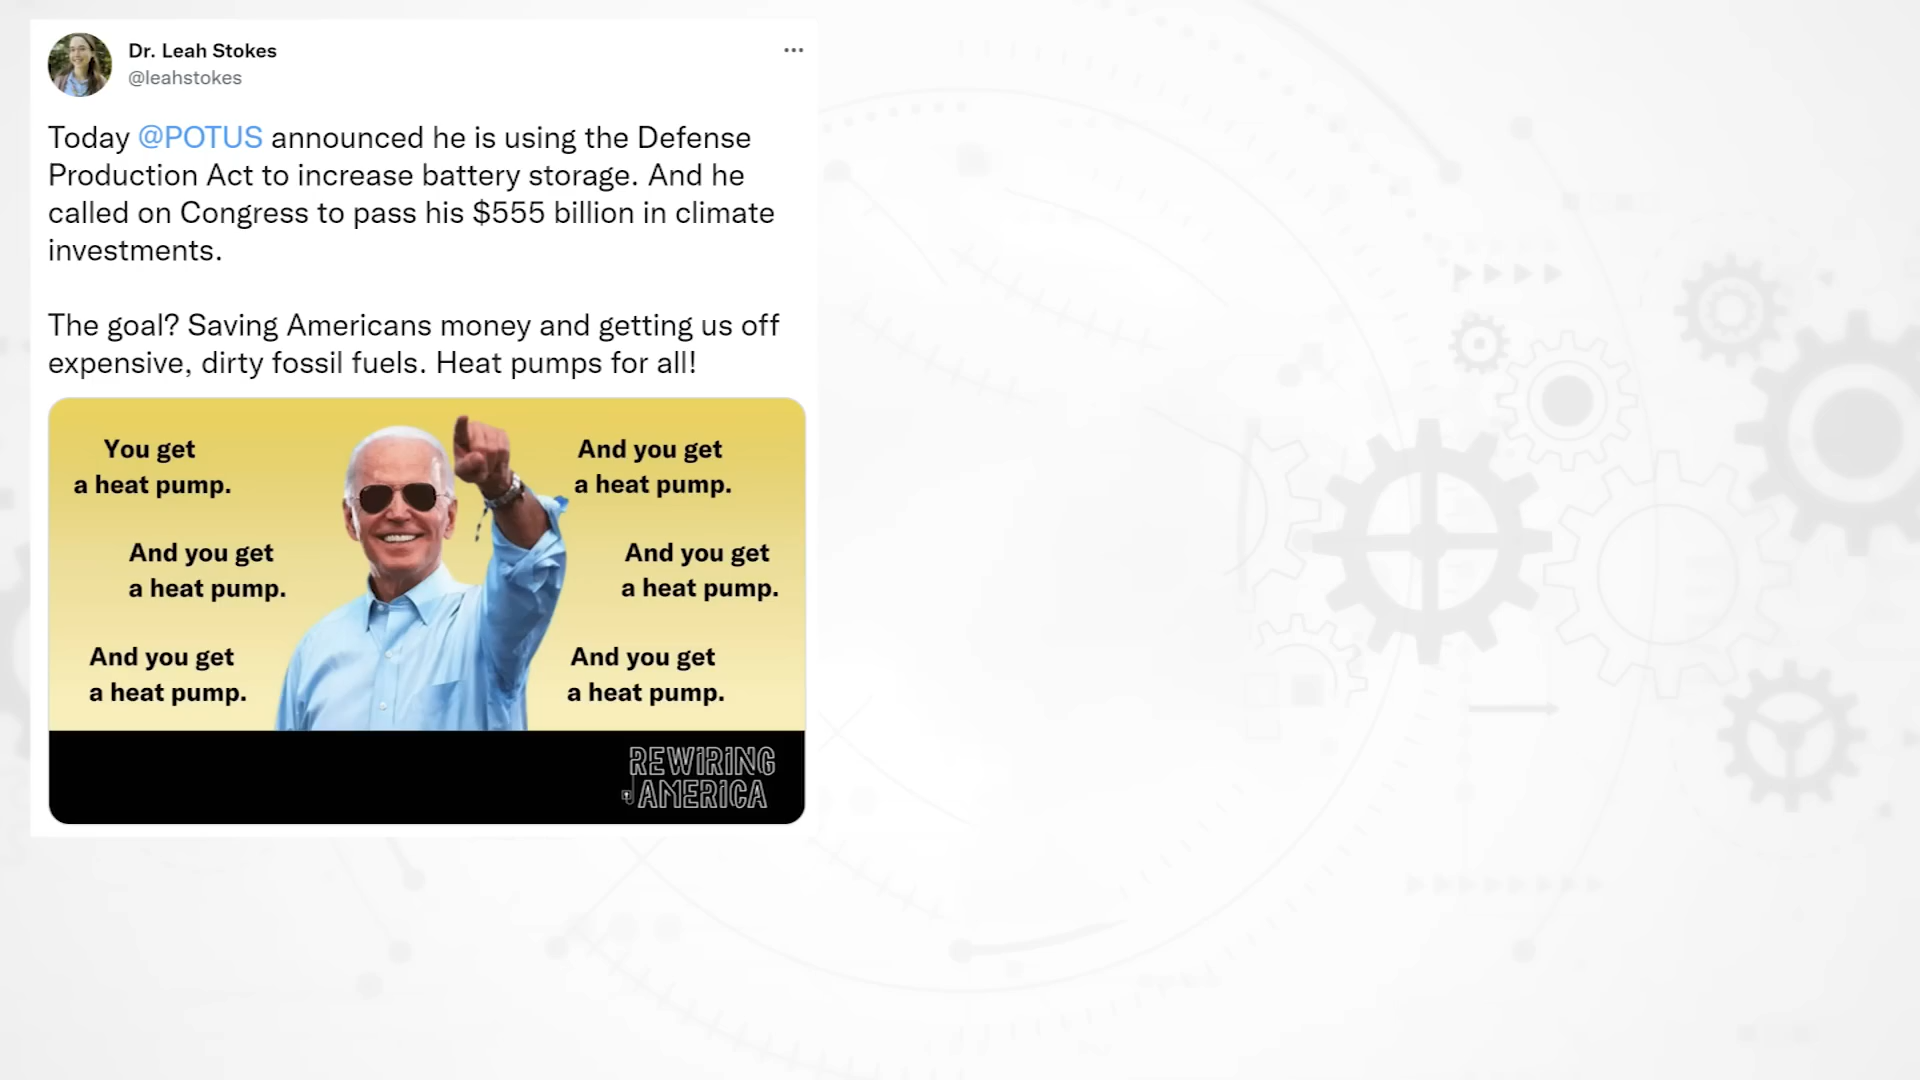 Dr. Leah Stokes
@leahstokes
Today @POTUS announced he is using the Defense
Production Act to increase battery storage. And he
called on Congress to pass his $555 billion in climate
investments.
The goal? Saving Americans money and getting us off
expensive, dirty fossil fuels. Heat pumps for all!
You get
a heat pump.
And you get
a heat pump.
And you get
a heat pump.
And you get
a heat pump.
And you get
a heat pump.
And you get
a heat pump.
REWIRING
AMERICA